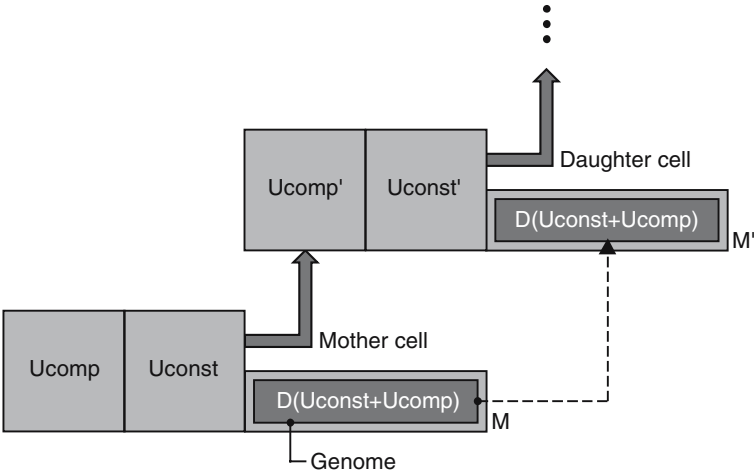 Ucomp'
Uconst'
Daughter cell
D(Uconst+Ucomp)
M'
Ucomp
Uconst
Mother cell
D(Uconst+Ucomp)
M
Genome